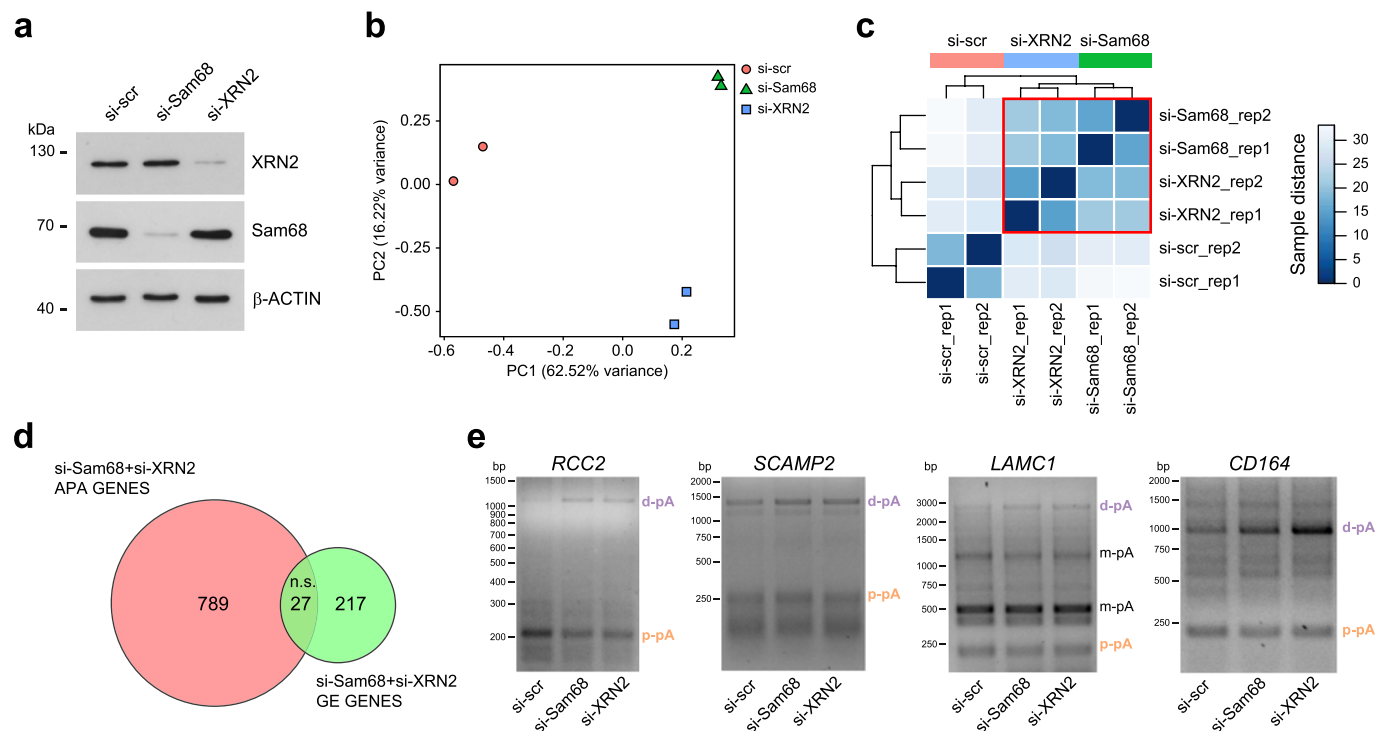 a
si-scr
si-Sam68
si-XRN2
kDa
130
XRN2
70
Sam68
40
β-ACTIN
b
PC2 (16.22% variance)
0.25
0.00
-0.25
-0.50
-0.6
-0.4
-0.2
0.0
0.2
PC1 (62.52% variance)
si-scr
si-Sam68
si-XRN2
c
si-scr
si-XRN2
si-Sam68
si-Sam68_rep2
si-Sam68_rep1
si-XRN2_rep2
si-XRN2_rep1
si-scr_rep2
si-scr_rep1
si-scr_rep1
si-scr_rep2
si-XRN2_rep1
si-XRN2_rep2
si-Sam68_rep1
si-Sam68_rep2
Sample distance
30
25
20
15
10
5
0
d
si-Sam68+si-XRN2
APA GENES
789
n.s.
27
217
si-Sam68+si-XRN2
GE GENES
e
bp
RCC2
1500
1000
900
800
700
600
500
400
300
200
d-pA
p-pA
si-scr
si-Sam68
si-XRN2
bp
SCAMP2
2000
1500
1000
750
500
250
d-pA
p-pA
si-scr
si-Sam68
si-XRN2
bp
LAMC1
3000
2000
1500
1000
750
500
250
d-pA
m-pA
m-pA
p-pA
si-scr
si-Sam68
si-XRN2
bp
CD164
2000
1500
1000
750
500
250
d-pA
p-pA
si-scr
si-Sam68
si-XRN2